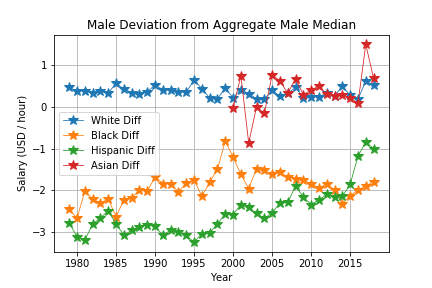 Male Deviation from Aggregate Male Median
Salary (USD / hour)
1
0
−1
−2
−3
White Diff
Black Diff
Hispanic Diff
Asian Diff
1980 1985 1990 1995 2000 2005 2010 2015
Year